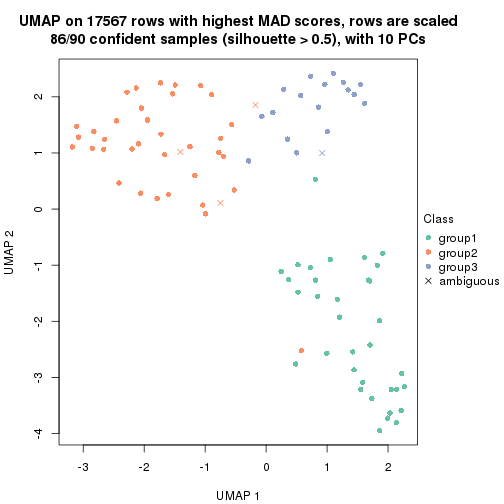 UMAP on 17567 rows with highest MAD scores, rows are scaled
86/90 confident samples (silhouette > 0.5), with 10 PCs
2
1
0
-1
-2
-3
-4
UMAP 2
-3
-2
-1
0
1
2
UMAP 1
Class
group1
group2
group3
ambiguous